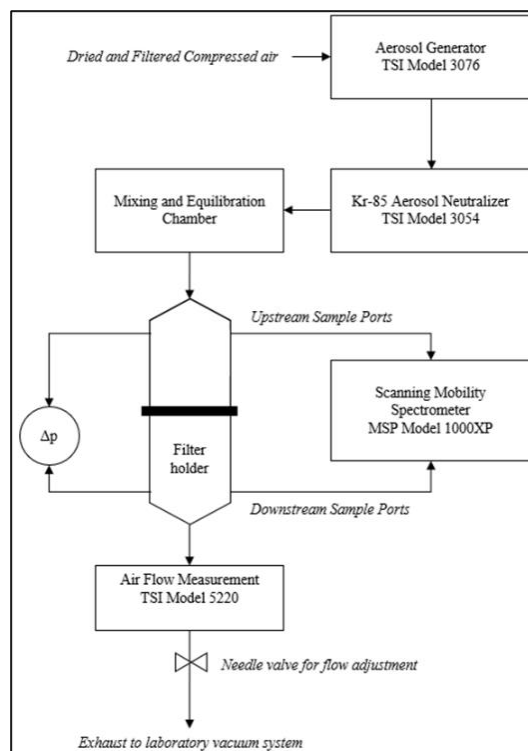 Dried and Filtered Compressed air
Aerosol Generator
TSI Model 3076
Mixing and Equilibration
Chamber
Kr-85 Aerosol Neutralizer
TSI Model 3054
Upstream Sample Ports
Δp
Filter
holder
Scanning Mobility
Spectrometer
MSP Model 1000XP
Downstream Sample Ports
Air Flow Measurement
TSI Model 5220
Needle valve for flow adjustment
Exhaust to laboratory vacuum system